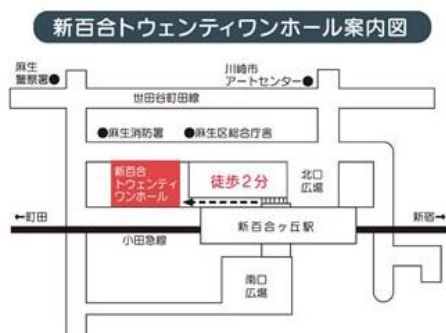 新百合トウェンティワンホール案内図
麻生
警察署●
川崎市
アートセンター●
世田谷町田線
●麻生消防署
●麻生区総合庁舎
新百合
トウェンティ
ワンホール
徒歩2分
北口
広場
←町田
新宿→
新百合ヶ丘駅
小田急線
南口
広場